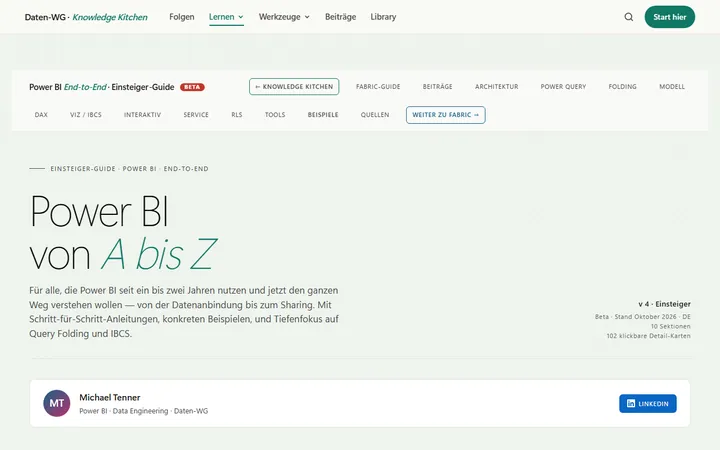 Daten-WG · Knowledge Kitchen Folgen Lernen Werkzeuge Beiträge Library Start hier
Power BI End-to-End · Einsteiger-Guide BETA ← KNOWLEDGE KITCHEN FABRIC-GUIDE BEITRÄGE ARCHITEKTUR POWER QUERY FOLDING MODELL
DAX VIZ / IBCS INTERAKTIV SERVICE RLS TOOLS BEISPIELE QUELLEN WEITER ZU FABRIC →
EINSTEIGER-GUIDE · POWER BI · END-TO-END
Power BI
von A bis Z
Für alle, die Power BI seit ein bis zwei Jahren nutzen und jetzt den ganzen
Weg verstehen wollen — von der Datenanbindung bis zum Sharing. Mit
Schritt-für-Schritt-Anleitungen, konkreten Beispielen, und Tiefenfokus auf
Query Folding und IBCS.
v 4 · Einsteiger
Beta · Stand Oktober 2026 · DE
10 Sektionen
102 klickbare Detail-Karten
MT
Michael Tenner
Power BI · Data Engineering · Daten-WG
in LINKEDIN